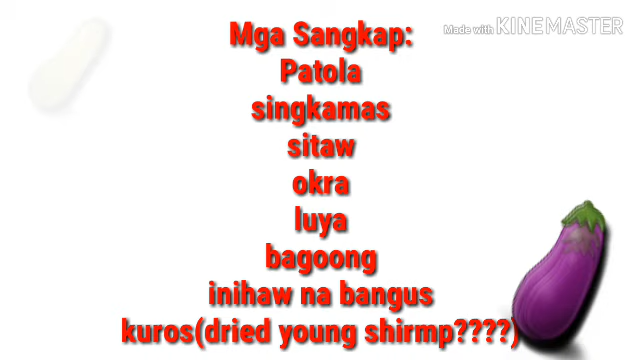 Made with KINEMASTER
Mga Sangkap:
Patola
singkamas
sitaw
okra
luya
bagoong
inihaw na bangus
kuros(dried young shirmp????)